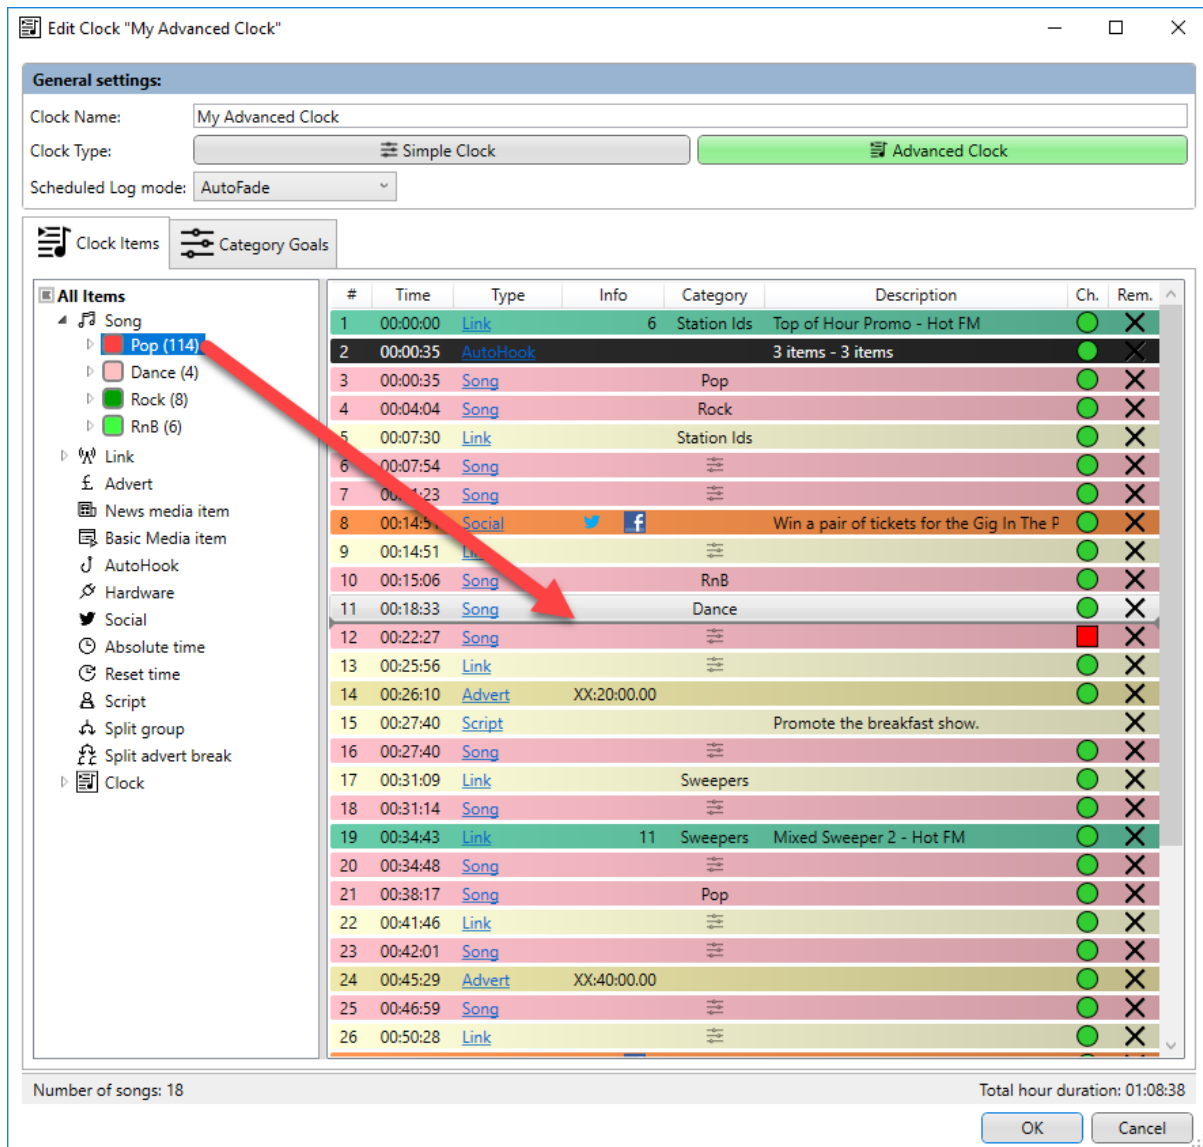 Edit Clock "My Advanced Clock"
General settings:
Clock Name: My Advanced Clock
Clock Type: Simple Clock Advanced Clock
Scheduled Log mode: AutoFade
Clock Items Category Goals
All Items
Song
Pop (114)
Dance (4)
Rock (8)
RnB (6)
Link
£ Advert
News media item
Basic Media item
AutoHook
Hardware
Social
Absolute time
Reset time
Script
Split group
Split advert break
Clock
# Time Type Info Category Description Ch. Rem.
1 00:00:00 Link 6 Station Ids Top of Hour Promo - Hot FM
2 00:00:35 AutoHook 3 items - 3 items
3 00:00:35 Song Pop
4 00:04:04 Song Rock
5 00:07:30 Link Station Ids
6 00:07:54 Song
7 Song
8 Social Win a pair of tickets for the Gig In The P
9 00:14:51
10 00:15:06 Song RnB
11 00:18:33 Song Dance
12 00:22:27 Song
13 00:25:56 Link
14 00:26:10 Advert XX:20:00.00
15 00:27:40 Script Promote the breakfast show.
16 00:27:40 Song
17 00:31:09 Link Sweepers
18 00:31:14 Song
19 00:34:43 Link 11 Sweepers Mixed Sweeper 2 - Hot FM
20 00:34:48 Song
21 00:38:17 Song Pop
22 00:41:46 Link
23 00:42:01 Song
24 00:45:29 Advert XX:40:00.00
25 00:46:59 Song
26 00:50:28 Link
Number of songs: 18
Total hour duration: 01:08:38
OK Cancel